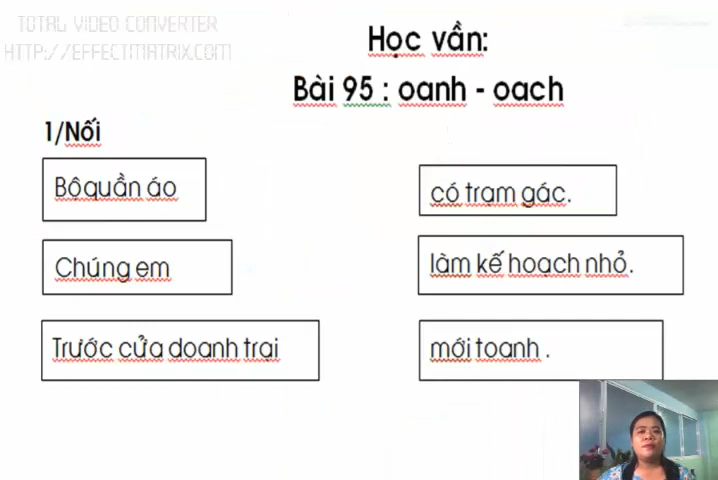 TOTAL VIDEO CONVERTER
HTTP://EFFECTMATRIX.COM
Học vần:
Bài 95 : oanh - oach
1/Nối
Bộ quần áo
có trạm gác.
Chúng em
làm kế hoạch nhỏ.
Trước cửa doanh trại
mới toanh .